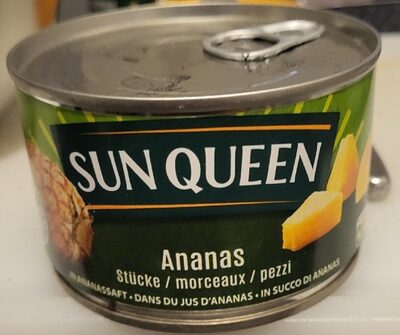 SUN QUEEN
Ananas
Stücke / morceaux / pezzi
IN ANANASSAFT • DANS DU JUS D'ANANAS • IN SUCCO DI ANANAS